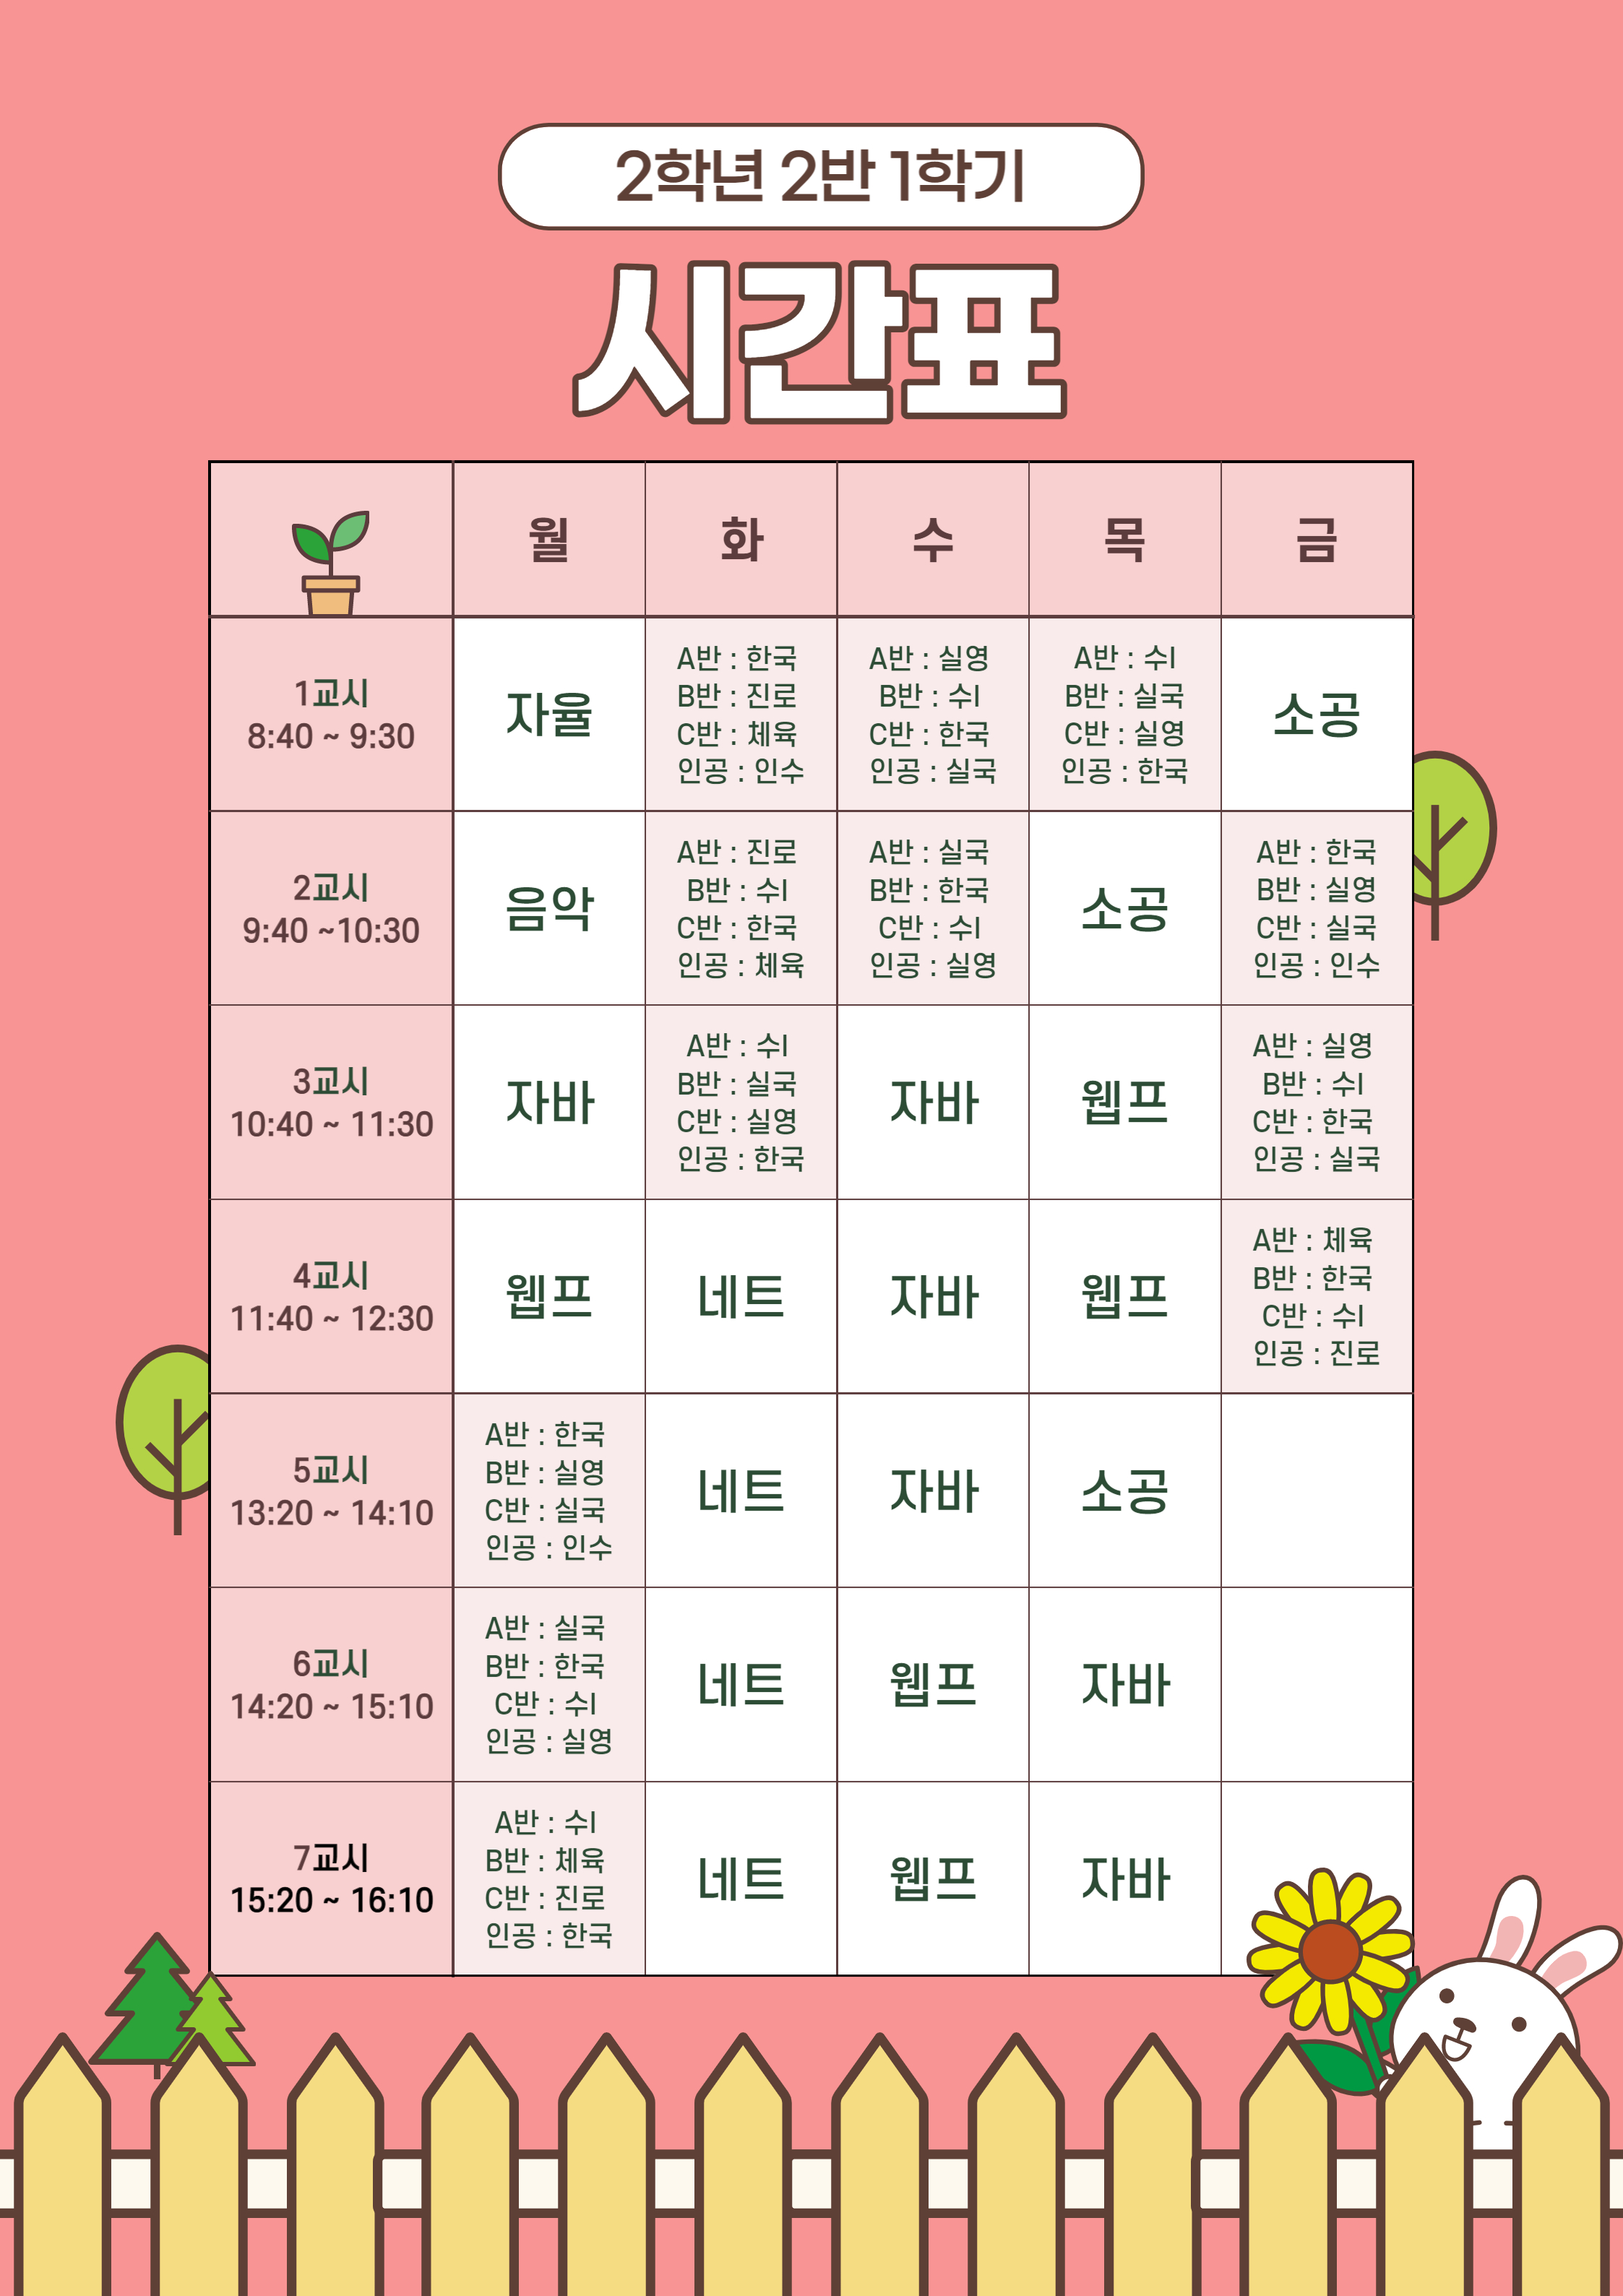 2학년 2반 1학기
시간표
월 화 수 목 금
1교시
8:40 ~ 9:30
자율
A반 : 한국
B반 : 진로
C반 : 체육
인공 : 인수
A반 : 실영
B반 : 수I
C반 : 한국
인공 : 실국
A반 : 수I
B반 : 실국
C반 : 실영
인공 : 한국
소공
2교시
9:40 ~10:30
음악
A반 : 진로
B반 : 수I
C반 : 한국
인공 : 체육
A반 : 실국
B반 : 한국
C반 : 수I
인공 : 실영
소공
A반 : 한국
B반 : 실영
C반 : 실국
인공 : 인수
3교시
10:40 ~ 11:30
자바
A반 : 수I
B반 : 실국
C반 : 실영
인공 : 한국
자바
웹프
A반 : 실영
B반 : 수I
C반 : 한국
인공 : 실국
4교시
11:40 ~ 12:30
웹프
네트
자바
웹프
A반 : 체육
B반 : 한국
C반 : 수I
인공 : 진로
5교시
13:20 ~ 14:10
A반 : 한국
B반 : 실영
C반 : 실국
인공 : 인수
네트
자바
소공
6교시
14:20 ~ 15:10
A반 : 실국
B반 : 한국
C반 : 수I
인공 : 실영
네트
웹프
자바
7교시
15:20 ~ 16:10
A반 : 수I
B반 : 체육
C반 : 진로
인공 : 한국
네트
웹프
자바